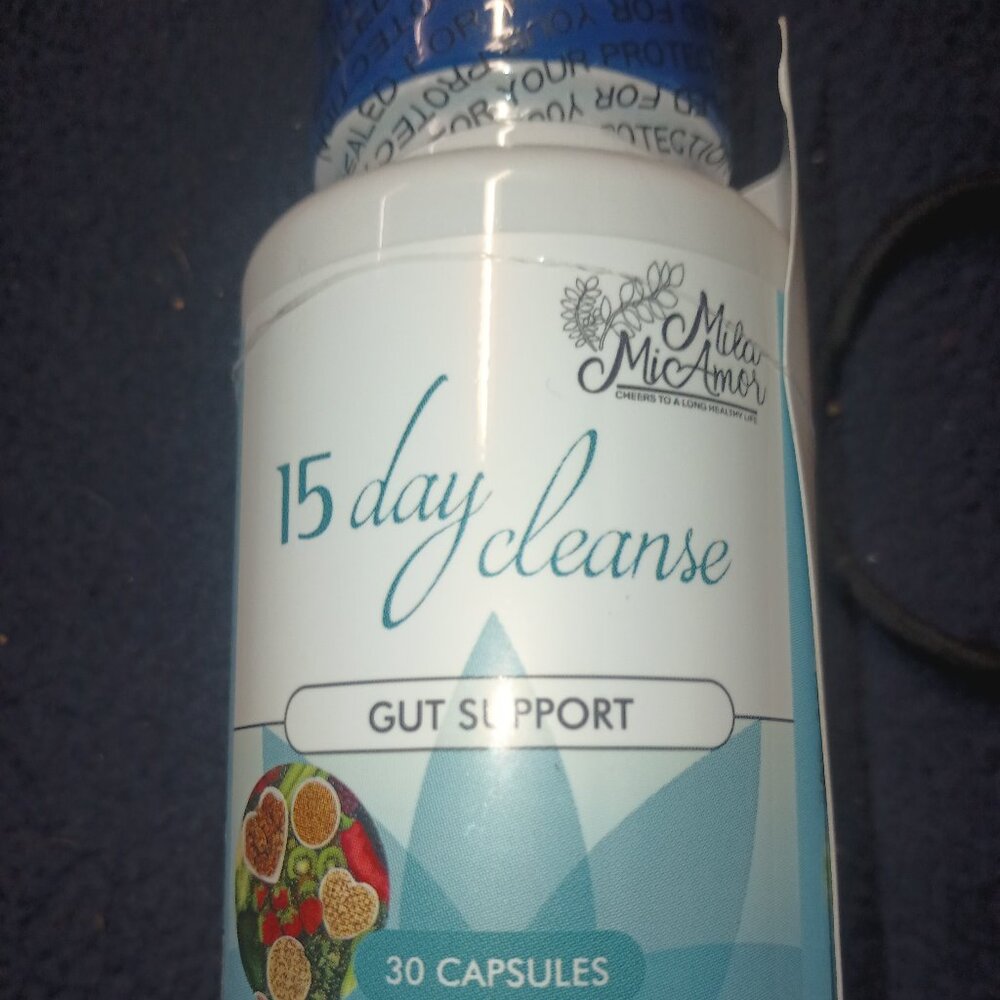 SEALED FOR YOUR PROTECTION
Mila
MiAmor
CHEERS TO A LONG HEALTHY LIFE
15 day
cleanse
GUT SUPPORT
30 CAPSULES